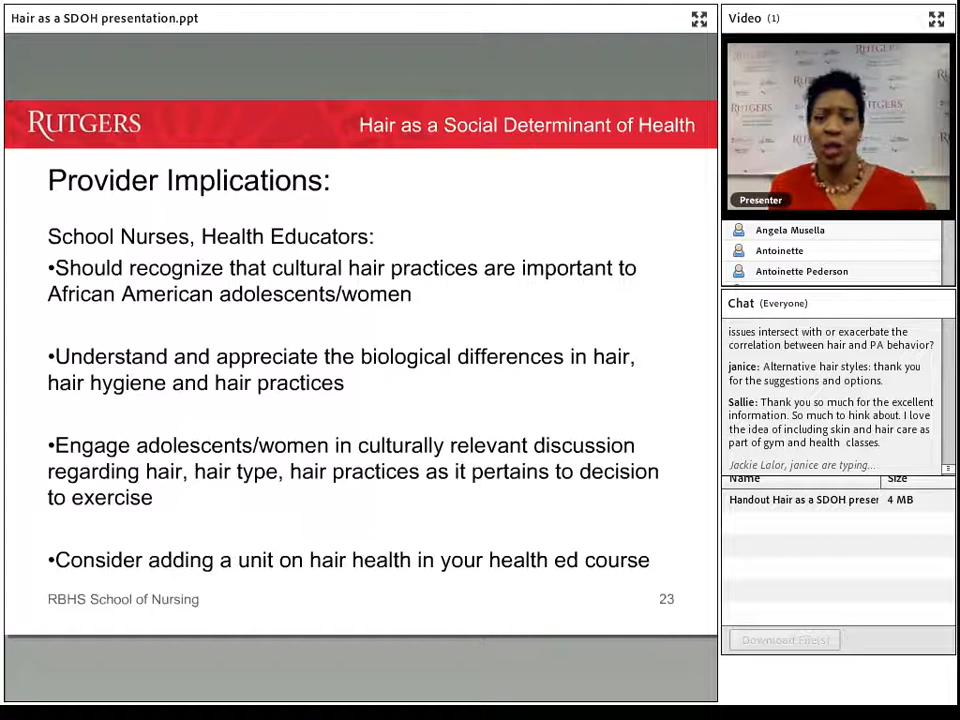 Hair as a SDOH presentation.ppt
RUTGERS
Hair as a Social Determinant of Health
Provider Implications:
School Nurses, Health Educators:
•Should recognize that cultural hair practices are important to
African American adolescents/women
•Understand and appreciate the biological differences in hair,
hair hygiene and hair practices
•Engage adolescents/women in culturally relevant discussion
regarding hair, hair type, hair practices as it pertains to decision
to exercise
•Consider adding a unit on hair health in your health ed course
RBHS School of Nursing
23
Video (1)
RUTGERS
RUTGERS
Presenter
Angela Musella
Antoinette
Antoinette Pederson
Chat (Everyone)
issues intersect with or exacerbate the
correlation between hair and PA behavior?
janice: Alternative hair styles: thank you
for the suggestions and options.
Sallie: Thank you so much for the excellent
information. So much to hink about. I love
the idea of including skin and hair care as
part of gym and health classes.
Jackie Lalor, janice are typing...
Name Size
Handout Hair as a SDOH preser 4 MB
Download File(s)